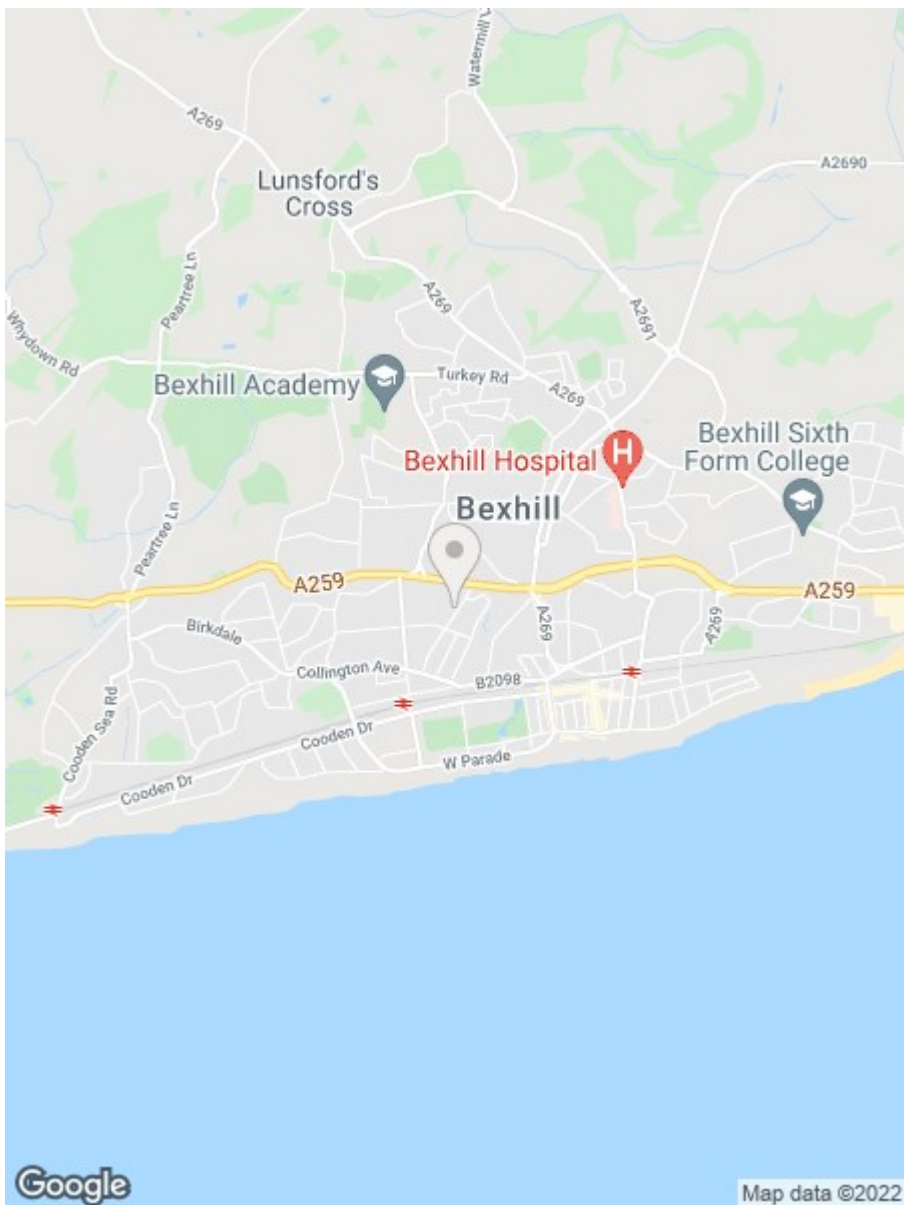 Watermill
A269
A2690
Lunsford's
Cross
Peartree Ln
A269
A2691
Whydown Rd
Turkey Rd
Bexhill Academy
A269
Bexhill Sixth
Form College
Bexhill Hospital
H
Bexhill
Peartree Ln
A259
A259
A269
A269
Birkdale
Collington Ave
B2098
Cooden Sea Rd
Cooden Dr
W Parade
Cooden Dr
Google
Map data ©2022